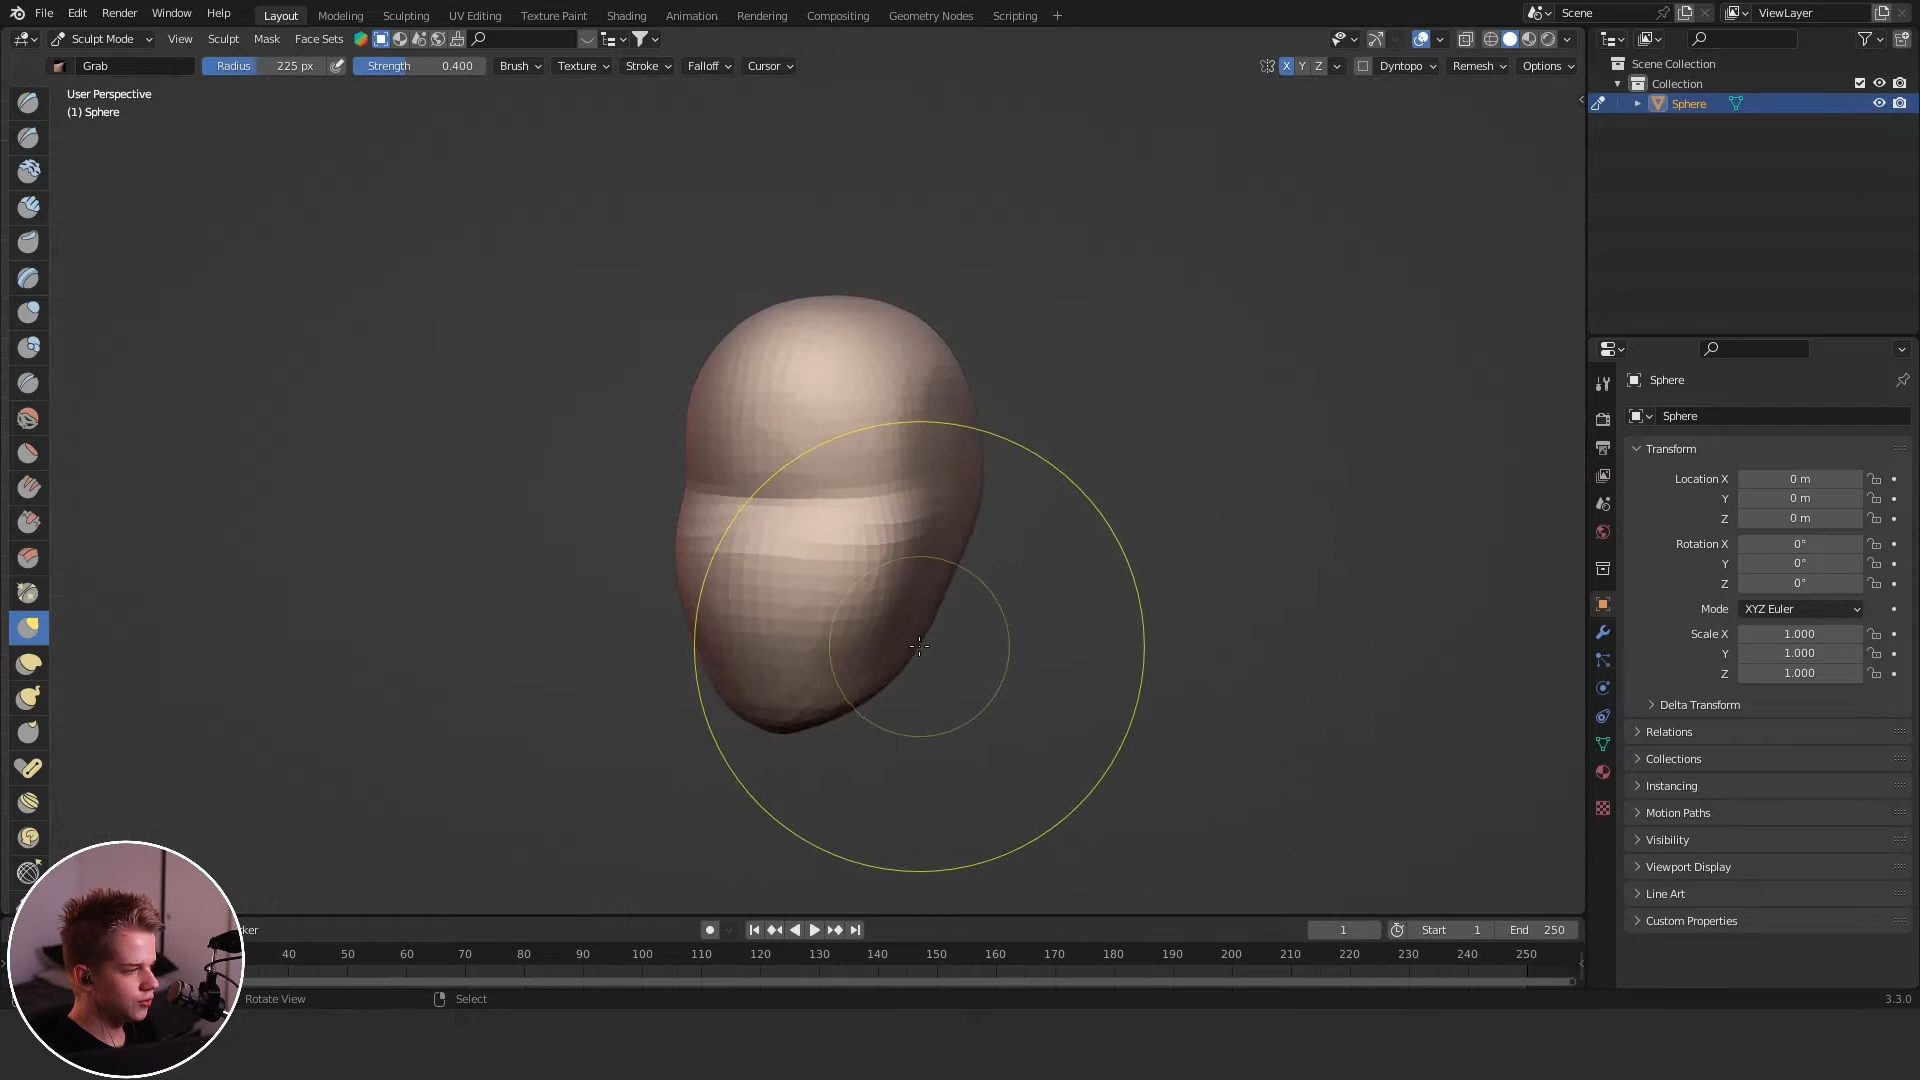 File Edit Render Window Help Layout Modeling Sculpting UV Editing Texture Paint Shading Animation Rendering Compositing Geometry Nodes Scripting + Scene ViewLayer
Sculpt Mode View Sculpt Mask Face Sets
Grab Radius 225 px Strength 0.400 Brush Texture Stroke Falloff Cursor X Y Z Dyntopo Remesh Options
User Perspective
(1) Sphere
Scene Collection
Collection
Sphere
Sphere
Sphere
Transform
Location X 0 m
Y 0 m
Z 0 m
Rotation X 0°
Y 0°
Z 0°
Mode XYZ Euler
Scale X 1.000
Y 1.000
Z 1.000
Delta Transform
Relations
Collections
Instancing
Motion Paths
Visibility
Viewport Display
Line Art
Custom Properties
ker 1 Start 1 End 250
40 50 60 70 80 90 100 110 120 130 140 150 160 170 180 190 200 210 220 230 240 250
Rotate View Select 3.3.0